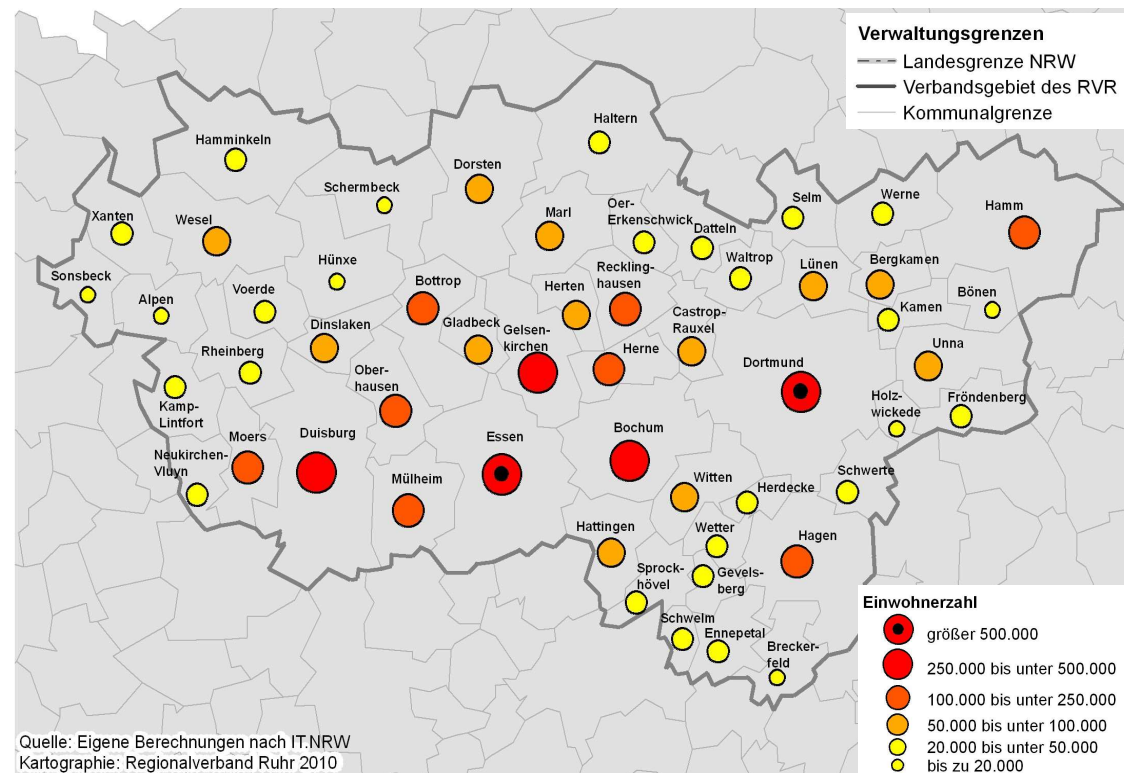 Verwaltungsgrenzen
Landesgrenze NRW
Verbandsgebiet des RVR
Kommunalgrenze
Haltern
Hamminkeln
Dorsten
Schermbeck
Selm
Werne
Hamm
Xanten
Wesel
Marl
Oer-
Erkenschwick
Datteln
Sonsbeck
Hünxe
Bottrop
Herten
Reckling-
hausen
Waltrop
Lünen
Bergkamen
Alpen
Voerde
Kamen
Bönen
Dinslaken
Gladbeck
Gelsen-
kirchen
Castrop-
Rauxel
Rheinberg
Herne
Unna
Ober-
hausen
Dortmund
Kamp-
Lintfort
Holz-
wickede
Fröndenberg
Moers
Duisburg
Essen
Bochum
Neukirchen-
Vluyn
Mülheim
Witten
Herdecke
Schwerte
Hattingen
Wetter
Hagen
Sprock-
hövel
Gevels-
berg
Schwelm
Ennepetal
Brecker-
feld
Einwohnerzahl
größer 500.000
250.000 bis unter 500.000
100.000 bis unter 250.000
50.000 bis unter 100.000
20.000 bis unter 50.000
bis zu 20.000
Quelle: Eigene Berechnungen nach IT.NRW
Kartographie: Regionalverband Ruhr 2010